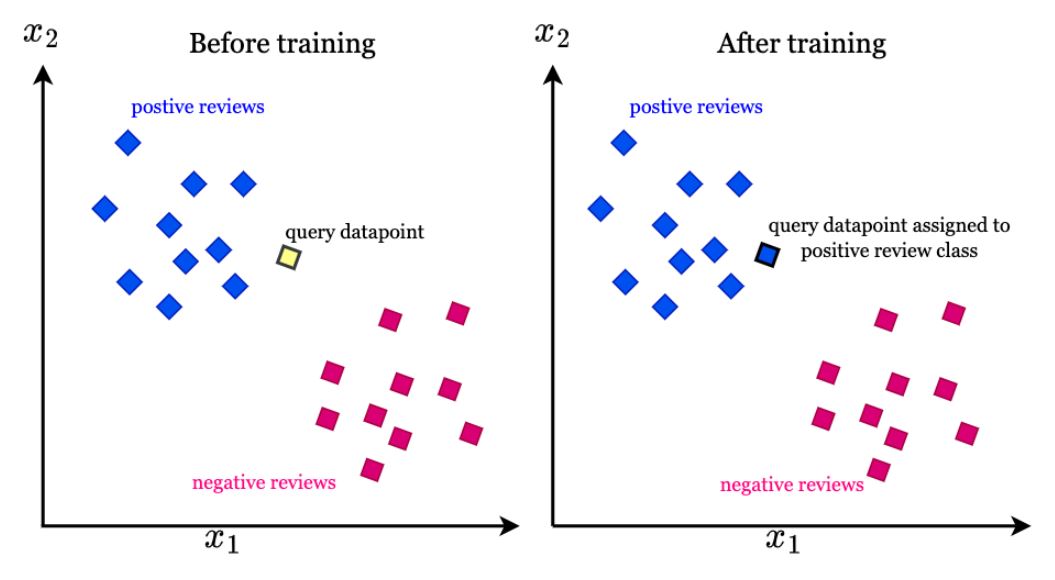 x2
Before training
postive reviews
query datapoint
negative reviews
x1
x2
After training
postive reviews
query datapoint assigned to
positive review class
negative reviews
x1